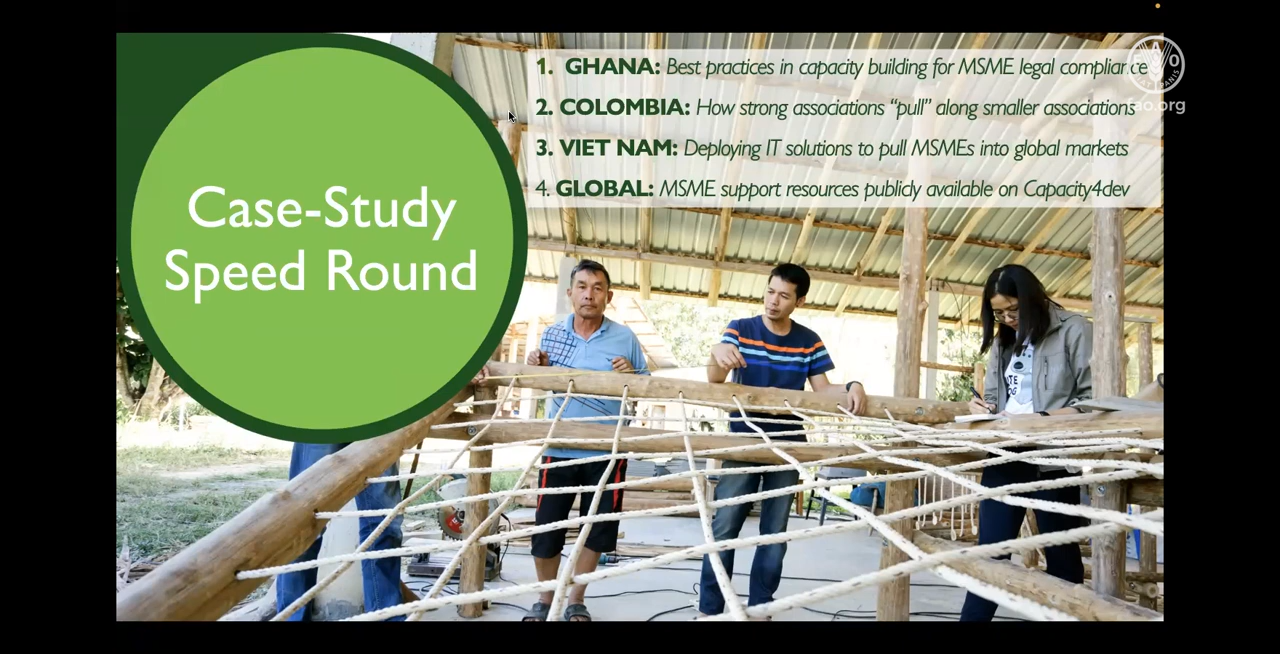 Case-Study
Speed Round
1. GHANA: Best practices in capacity building for MSME legal compliance
2. COLOMBIA: How strong associations “pull” along smaller associations
3. VIET NAM: Deploying IT solutions to pull MSMEs into global markets
4. GLOBAL: MSME support resources publicly available on Capacity4dev
fao.org